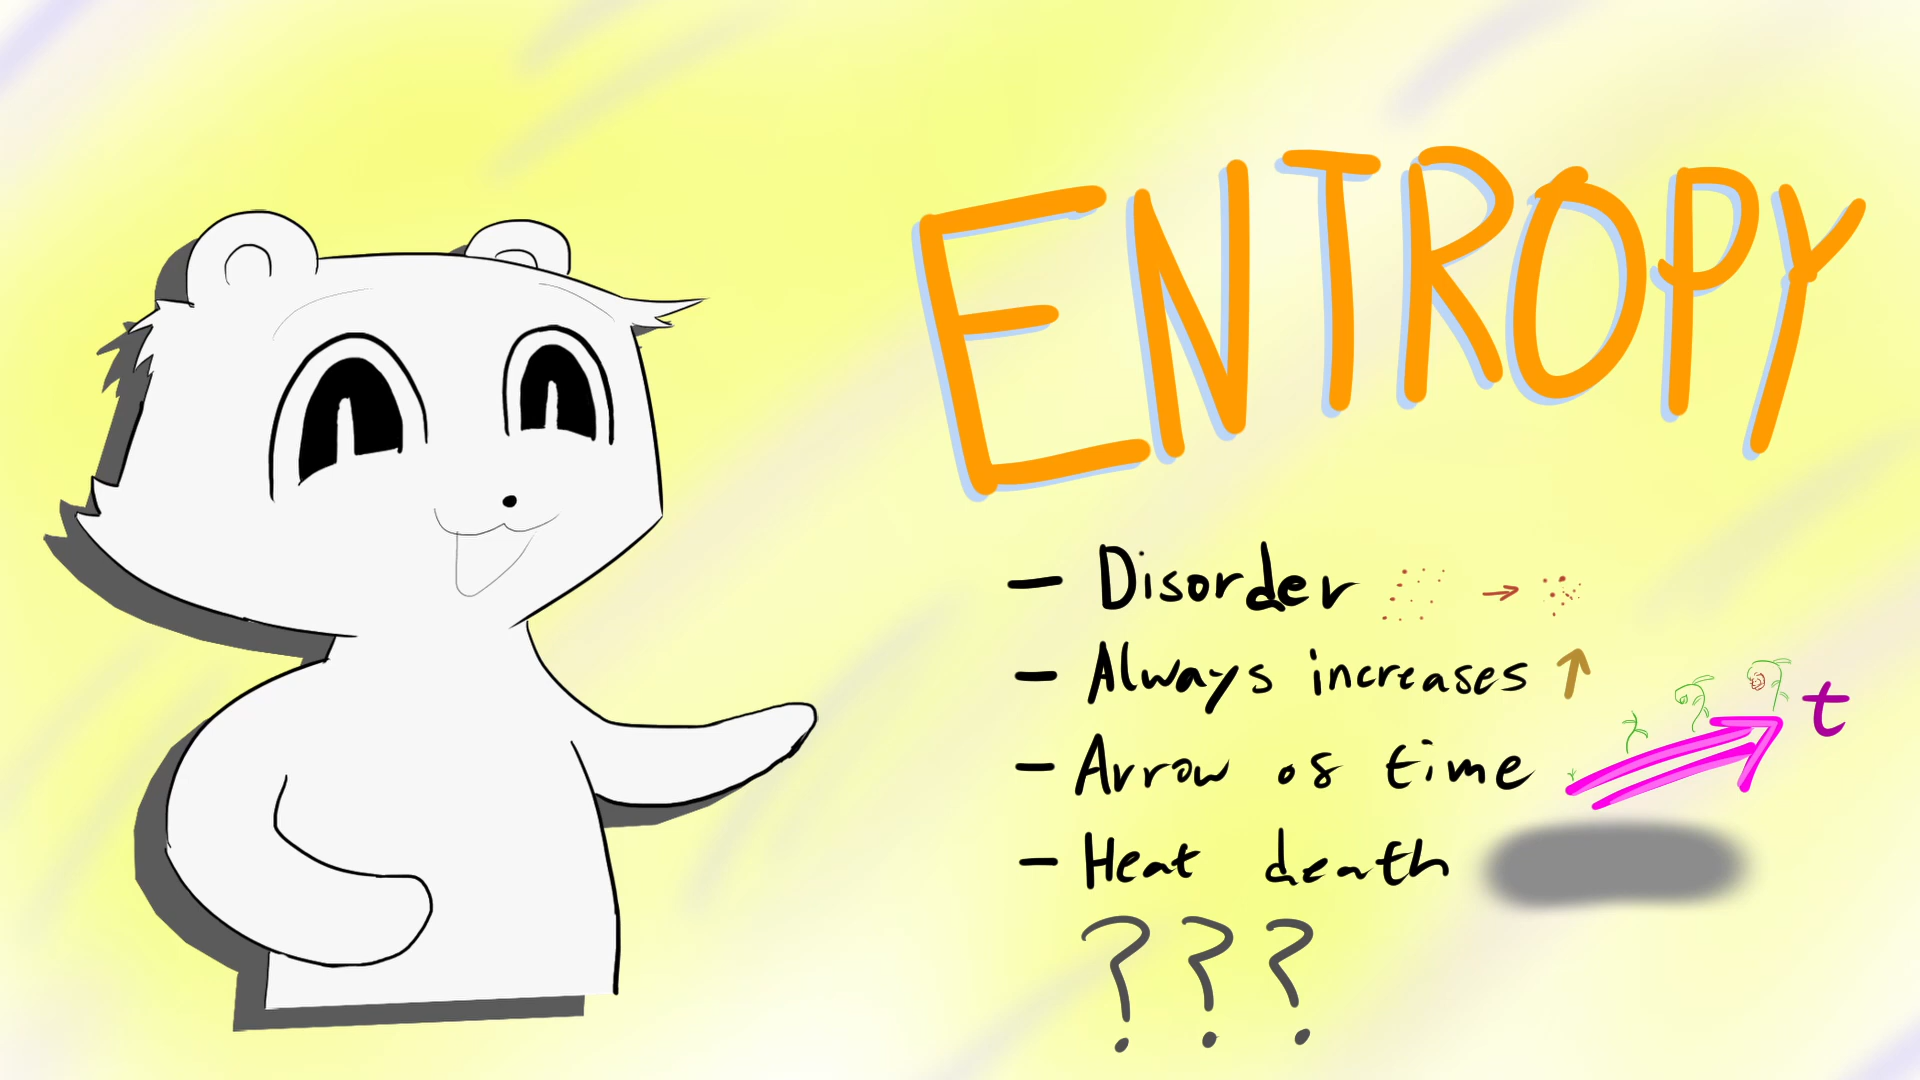 ENTROPY
- Disorder
- Always increases
t
- Arrow of time
- Heat death
???